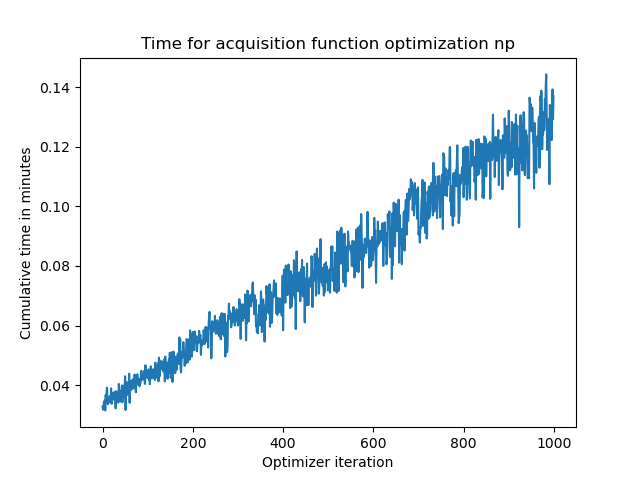 Time for acquisition function optimization np
0.14
0.12
0.10
0.08
0.06
0.04
Cumulative time in minutes
0 200 400 600 800 1000
Optimizer iteration